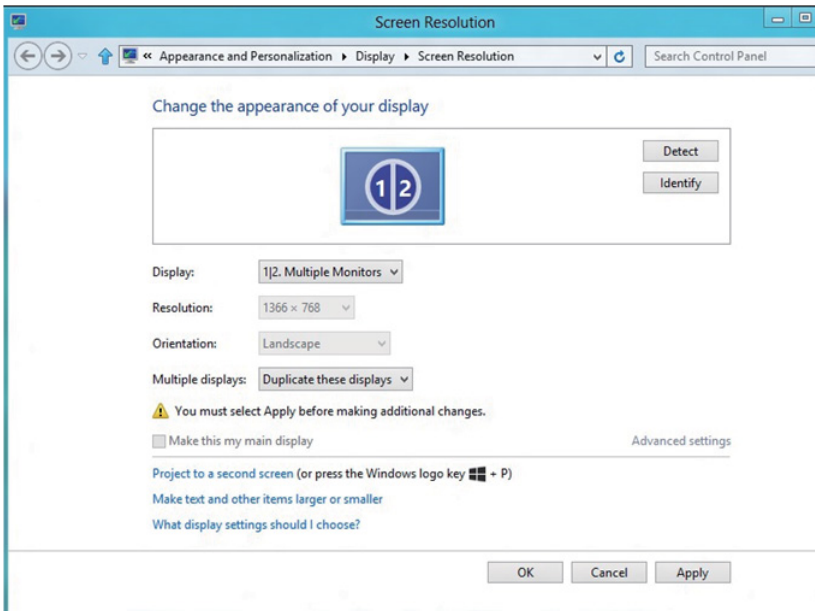 Screen Resolution
« Appearance and Personalization Display Screen Resolution
Search Control Panel
Change the appearance of your display
1|2
Detect
Identify
Display: 1|2. Multiple Monitors
Resolution: 1366 × 768
Orientation: Landscape
Multiple displays: Duplicate these displays
You must select Apply before making additional changes.
Make this my main display Advanced settings
Project to a second screen (or press the Windows logo key + P)
Make text and other items larger or smaller
What display settings should I choose?
OK Cancel Apply